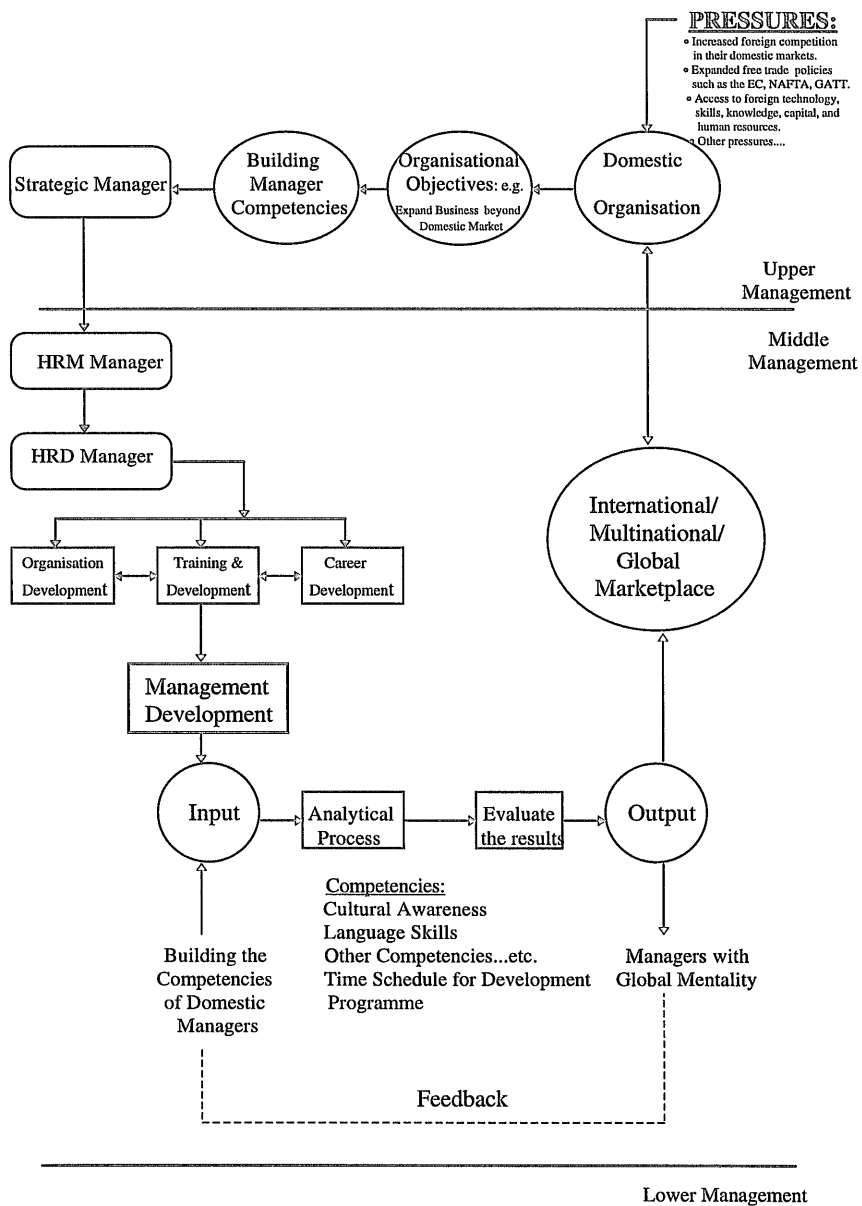 PRESSURES:
Increased foreign competition
in their domestic markets.
Expanded free trade policies
such as the EC, NAFTA, GATT.
Access to foreign technology,
skills, knowledge, capital, and
human resources.
Other pressures....
Strategic Manager
Building
Manager
Competencies
Organisational
Objectives: e.g.
Expand Business beyond
Domestic Market
Domestic
Organisation
Upper
Management
Middle
Management
HRM Manager
HRD Manager
Organisation
Development
Training &
Development
Career
Development
International/
Multinational/
Global
Marketplace
Management
Development
Input
Analytical
Process
Evaluate
the results
Output
Competencies:
Cultural Awareness
Language Skills
Other Competencies...etc.
Time Schedule for Development
Programme
Building the
Competencies
of Domestic
Managers
Managers with
Global Mentality
Feedback
Lower Management